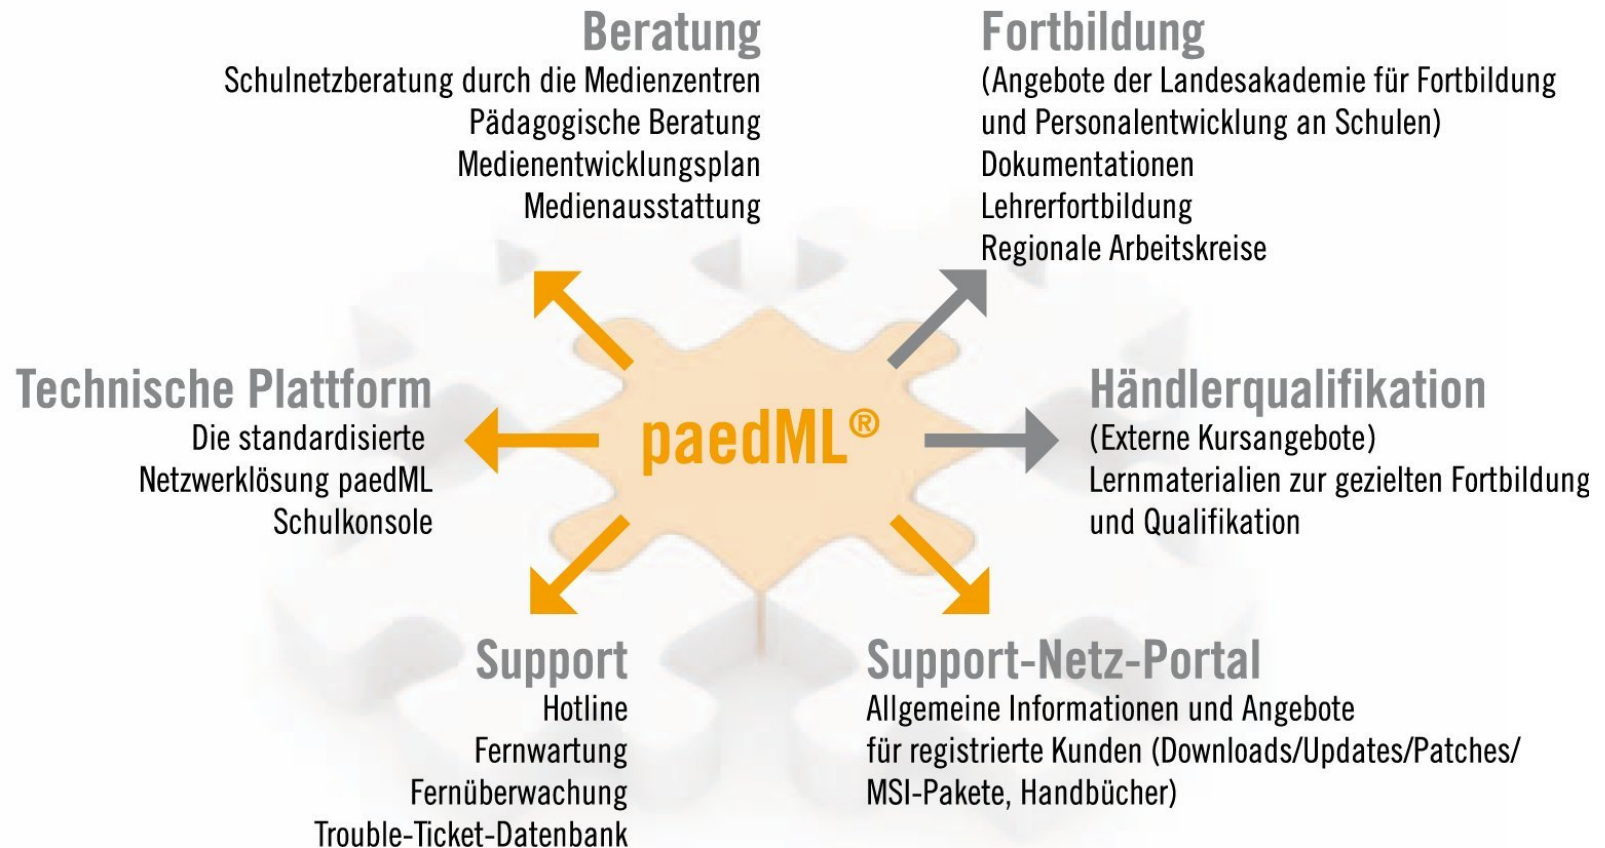 Beratung
Schulnetzberatung durch die Medienzentren
Pädagogische Beratung
Medienentwicklungsplan
Medienausstattung
Fortbildung
(Angebote der Landesakademie für Fortbildung
und Personalentwicklung an Schulen)
Dokumentationen
Lehrerfortbildung
Regionale Arbeitskreise
Technische Plattform
Die standardisierte
Netzwerklösung paedML
Schulkonsole
paedML®
Händlerqualifikation
(Externe Kursangebote)
Lernmaterialien zur gezielten Fortbildung
und Qualifikation
Support
Hotline
Fernwartung
Fernüberwachung
Trouble-Ticket-Datenbank
Support-Netz-Portal
Allgemeine Informationen und Angebote
für registrierte Kunden (Downloads/Updates/Patches/
MSI-Pakete, Handbücher)